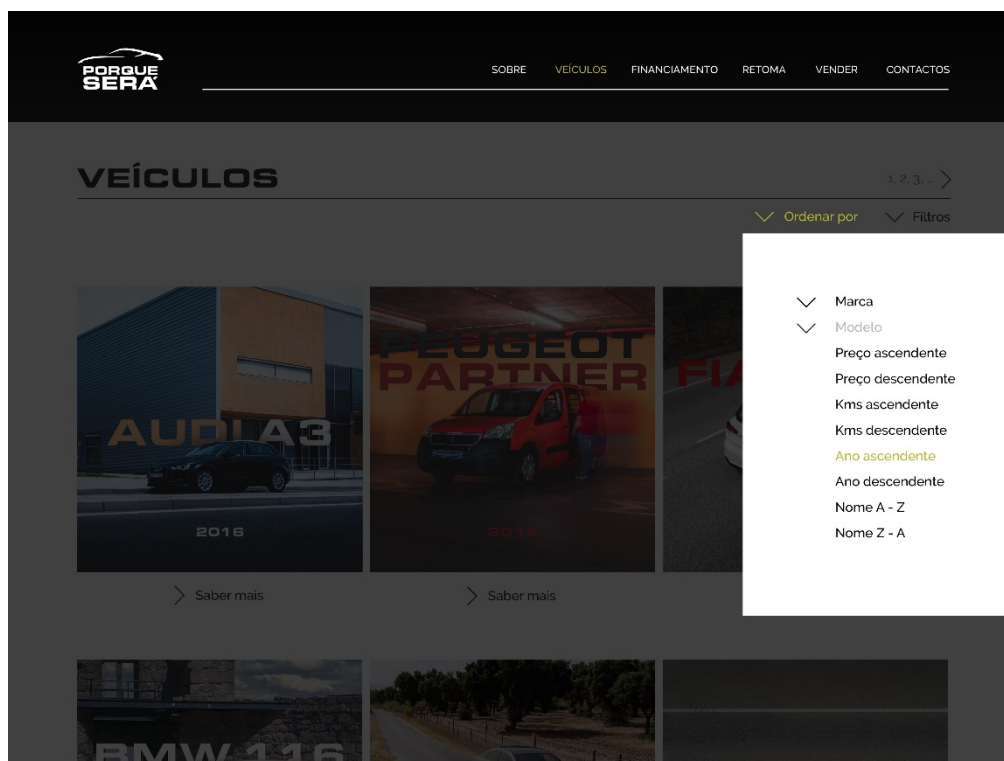 PORQUE
SERÁ
SOBRE VEÍCULOS FINANCIAMENTO RETOMA VENDER CONTACTOS
VEÍCULOS
1, 2, 3, ...
Ordenar por Filtros
Marca
Modelo
Preço ascendente
Preço descendente
Kms ascendente
Kms descendente
Ano ascendente
Ano descendente
Nome A - Z
Nome Z - A
AUDI A3
2016
PEUGEOT
PARTNER
2016
Saber mais
Saber mais
BMW 116